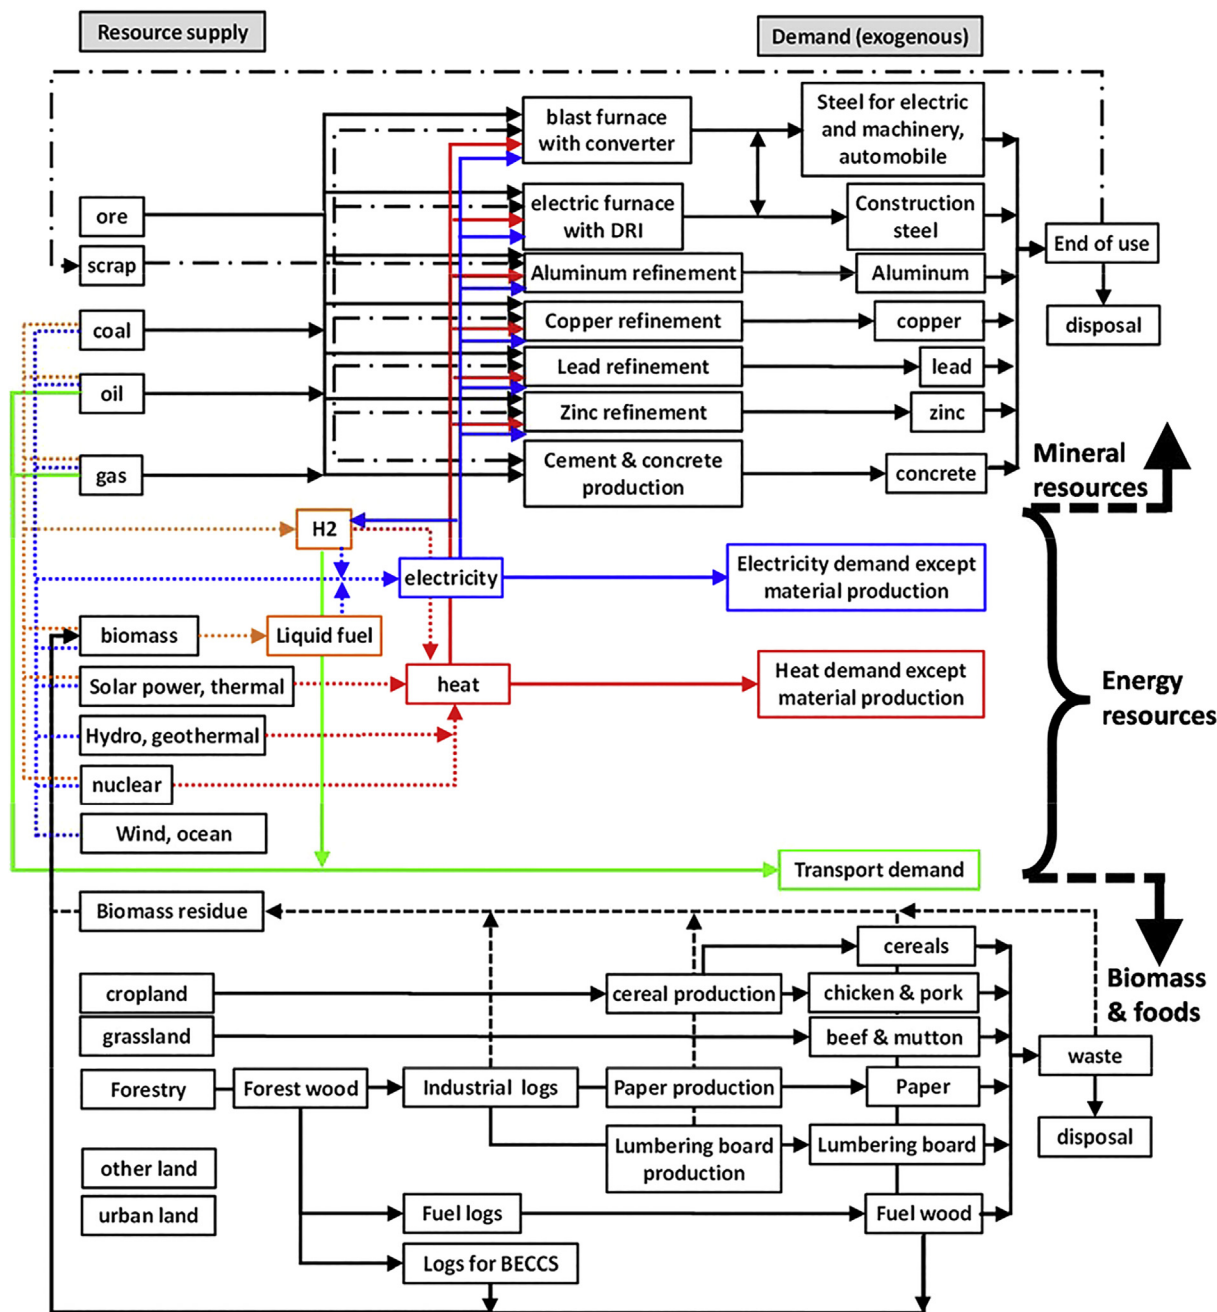 Resource supply
Demand (exogenous)
blast furnace
with converter
Steel for electric
and machinery,
automobile
ore
electric furnace
with DRI
Construction
steel
End of use
scrap
Aluminum refinement
Aluminum
coal
Copper refinement
copper
disposal
oil
Lead refinement
lead
Zinc refinement
zinc
gas
Cement & concrete
production
concrete
Mineral
resources
H2
electricity
Electricity demand except
material production
biomass
Liquid fuel
Solar power, thermal
heat
Heat demand except
material production
Energy
resources
Hydro, geothermal
nuclear
Wind, ocean
Transport demand
Biomass residue
cereals
cropland
cereal production
chicken & pork
Biomass
& foods
grassland
beef & mutton
waste
Forestry
Forest wood
Industrial logs
Paper production
Paper
Lumbering board
production
Lumbering board
disposal
other land
urban land
Fuel logs
Fuel wood
Logs for BECCS